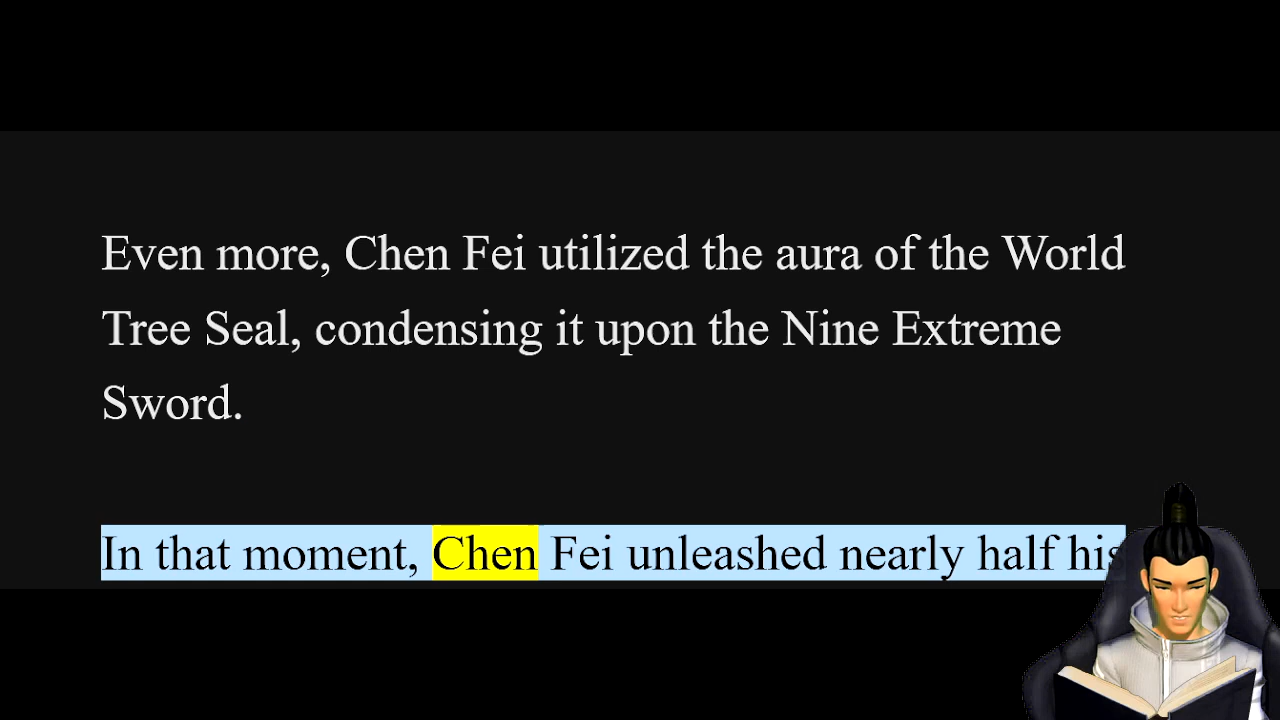 Even more, Chen Fei utilized the aura of the World
Tree Seal, condensing it upon the Nine Extreme
Sword.
In that moment, Chen Fei unleashed nearly half his